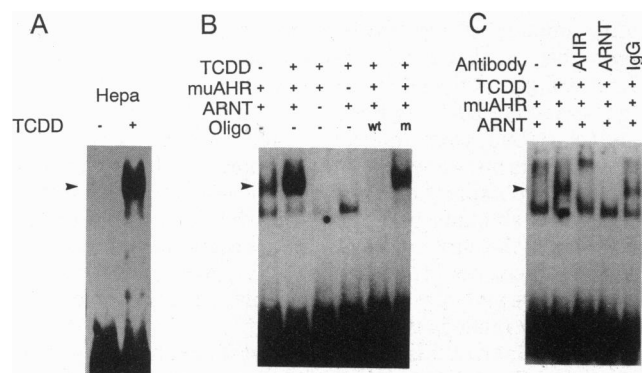 A
Hepa
TCDD - +
B
TCDD - + + + + +
muAHR + + + - + +
ARNT + + - + + +
Oligo - - - - wt m
C
Antibody - - AHR ARNT IgG
TCDD - + + + +
muAHR + + + + +
ARNT + + + + +